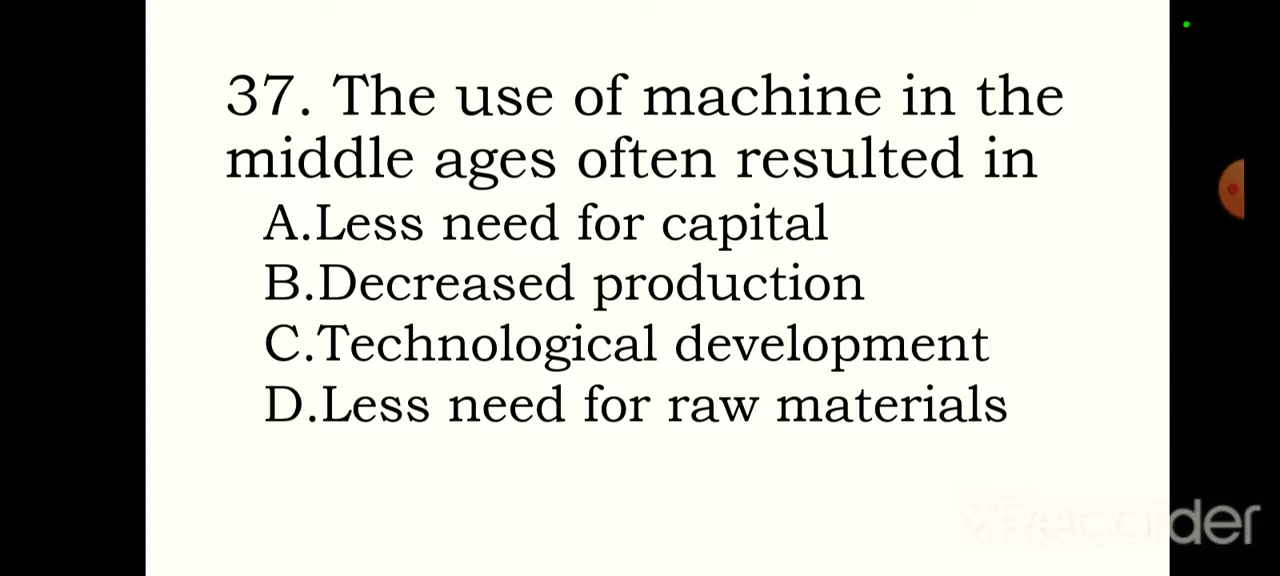 37. The use of machine in the
middle ages often resulted in
A.Less need for capital
B.Decreased production
C.Technological development
D.Less need for raw materials
XRecorder